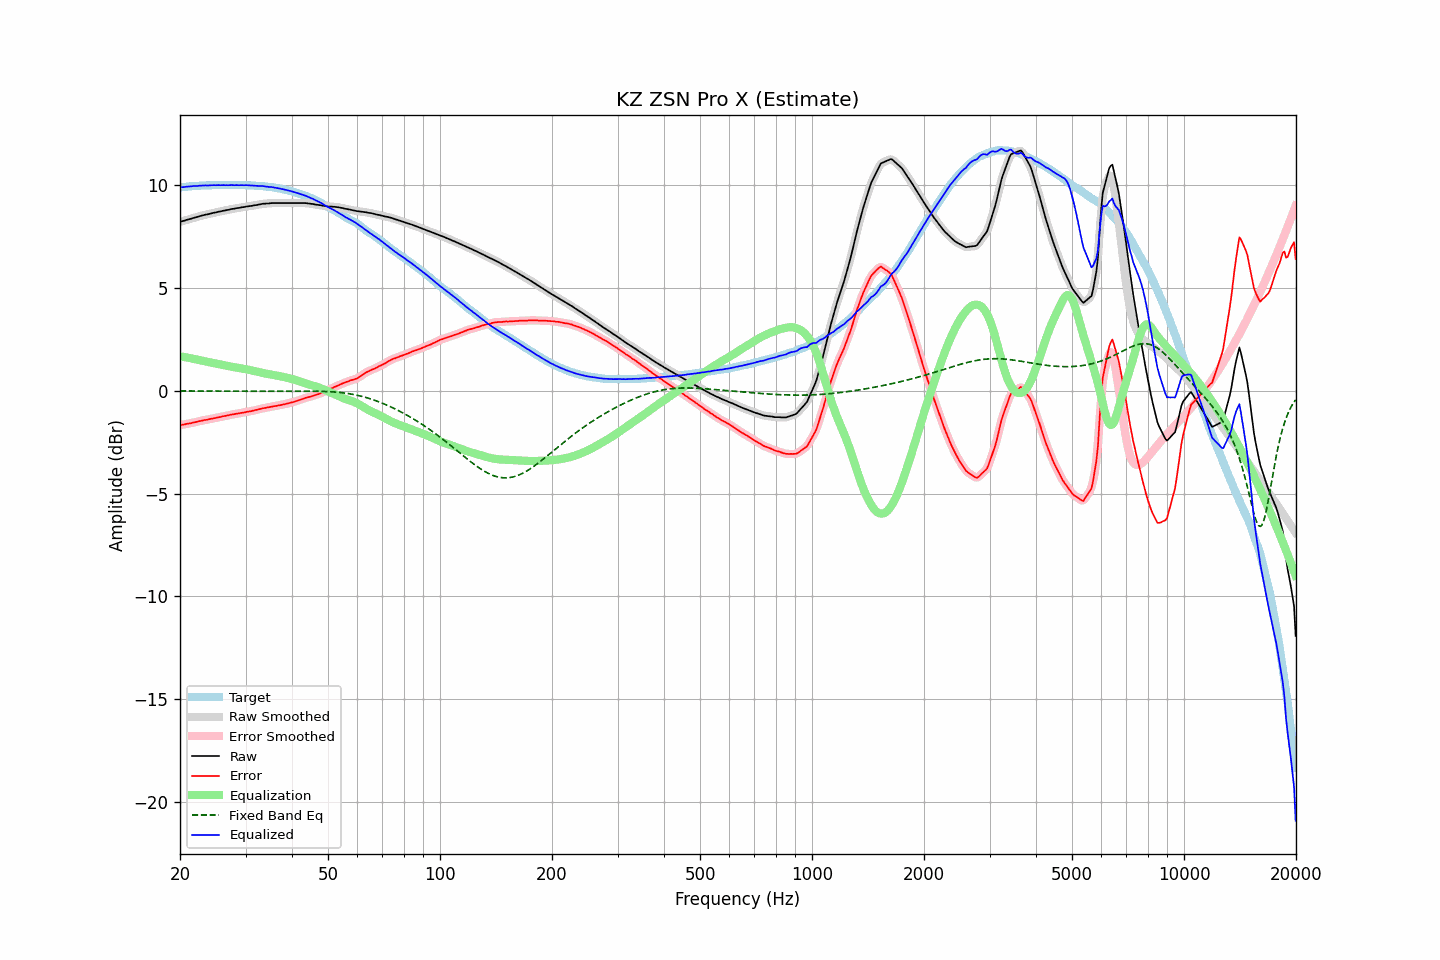 KZ ZSN Pro X (Estimate)
Amplitude (dBr)
10
5
0
−5
−10
−15
−20
Target
Raw Smoothed
Error Smoothed
Raw
Error
Equalization
Fixed Band Eq
Equalized
20
50
100
200
500
1000
2000
5000
10000
20000
Frequency (Hz)